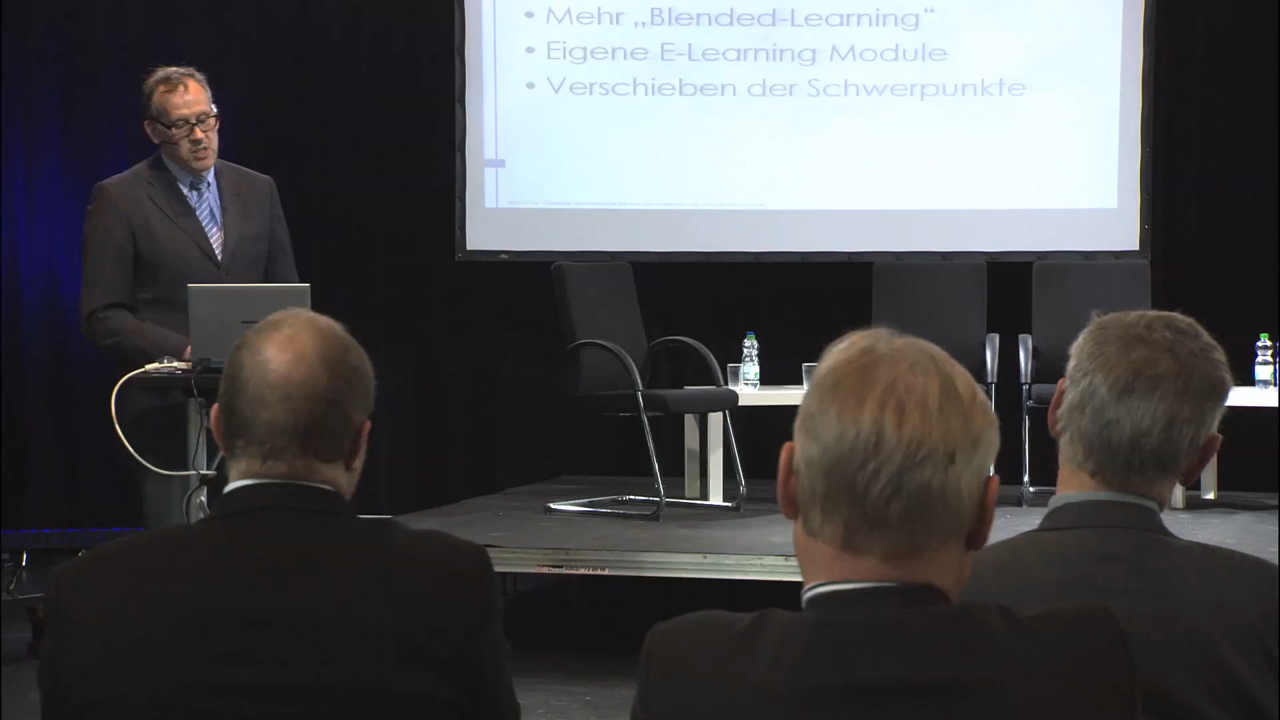 • Mehr „Blended-Learning“
• Eigene E-Learning Module
• Verschieben der Schwerpunkte